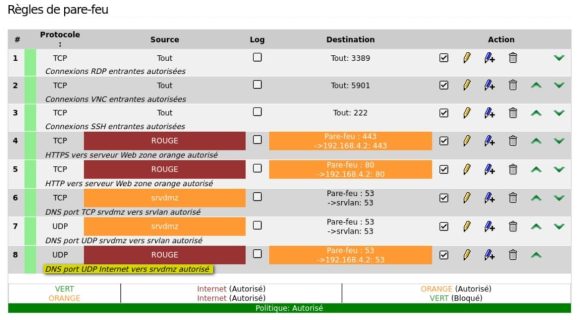 Règles de pare-feu
# Protocole : Source Log Destination Action
1 TCP Tout Tout: 3389
Connexions RDP entrantes autorisées
2 TCP Tout Tout: 5901
Connexions VNC entrantes autorisées
3 TCP Tout Tout: 222
Connexions SSH entrantes autorisées
4 TCP ROUGE Pare-feu : 443
->192.168.4.2: 443
HTTPS vers serveur Web zone orange autorisé
5 TCP ROUGE Pare-feu : 80
->192.168.4.2: 80
HTTP vers serveur Web zone orange autorisé
6 TCP srvdmz Pare-feu : 53
->srvlan: 53
DNS port TCP srvdmz vers srvlan autorisé
7 UDP srvdmz Pare-feu : 53
->srvlan: 53
DNS port UDP srvdmz vers srvlan autorisé
8 UDP ROUGE Pare-feu : 53
->192.168.4.2: 53
DNS port UDP Internet vers srvdmz autorisé
VERT Internet (Autorisé) ORANGE (Autorisé)
ORANGE Internet (Autorisé) VERT (Bloqué)
Politique: Autorisé